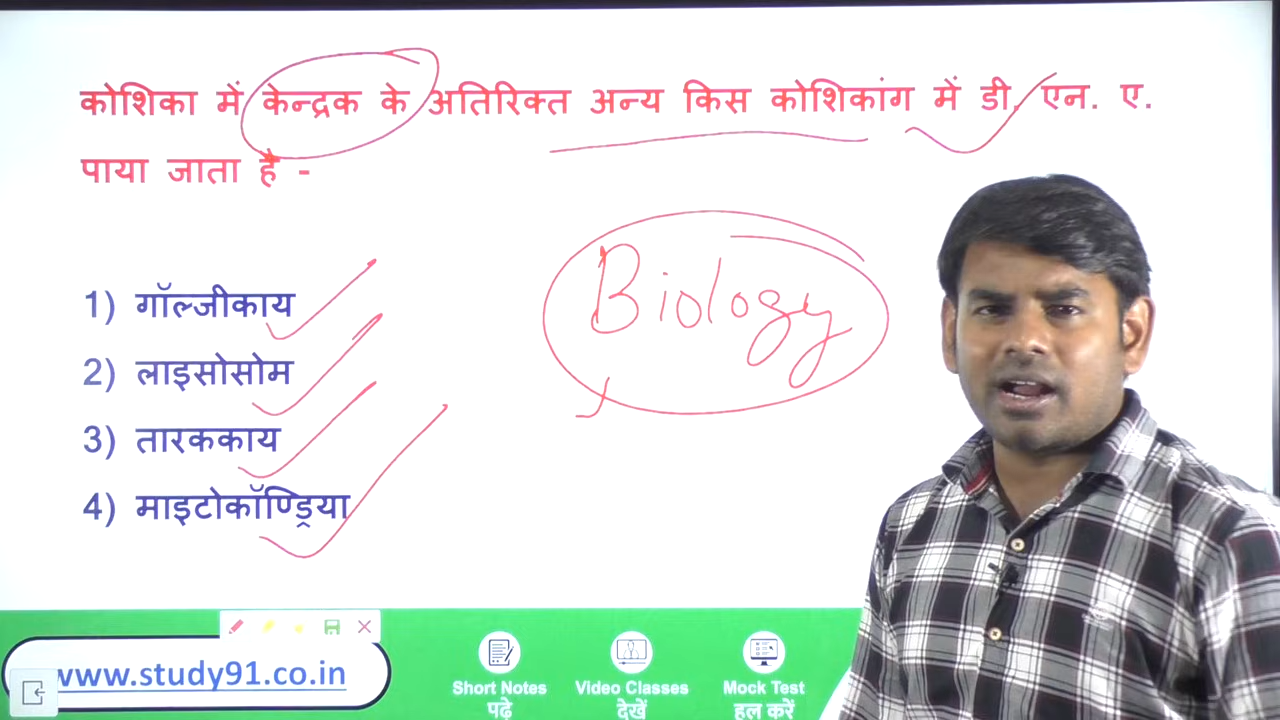 कोशिका में केन्द्रक के अतिरिक्त अन्य किस कोशिकांग में डी. एन. ए.
पाया जाता है -
1) गॉल्जीकाय
2) लाइसोसोम
3) तारककाय
4) माइटोकॉण्ड्रिया
Biology
www.study91.co.in
Short Notes
पढ़े
Video Classes
देखें
Mock Test
हल करें